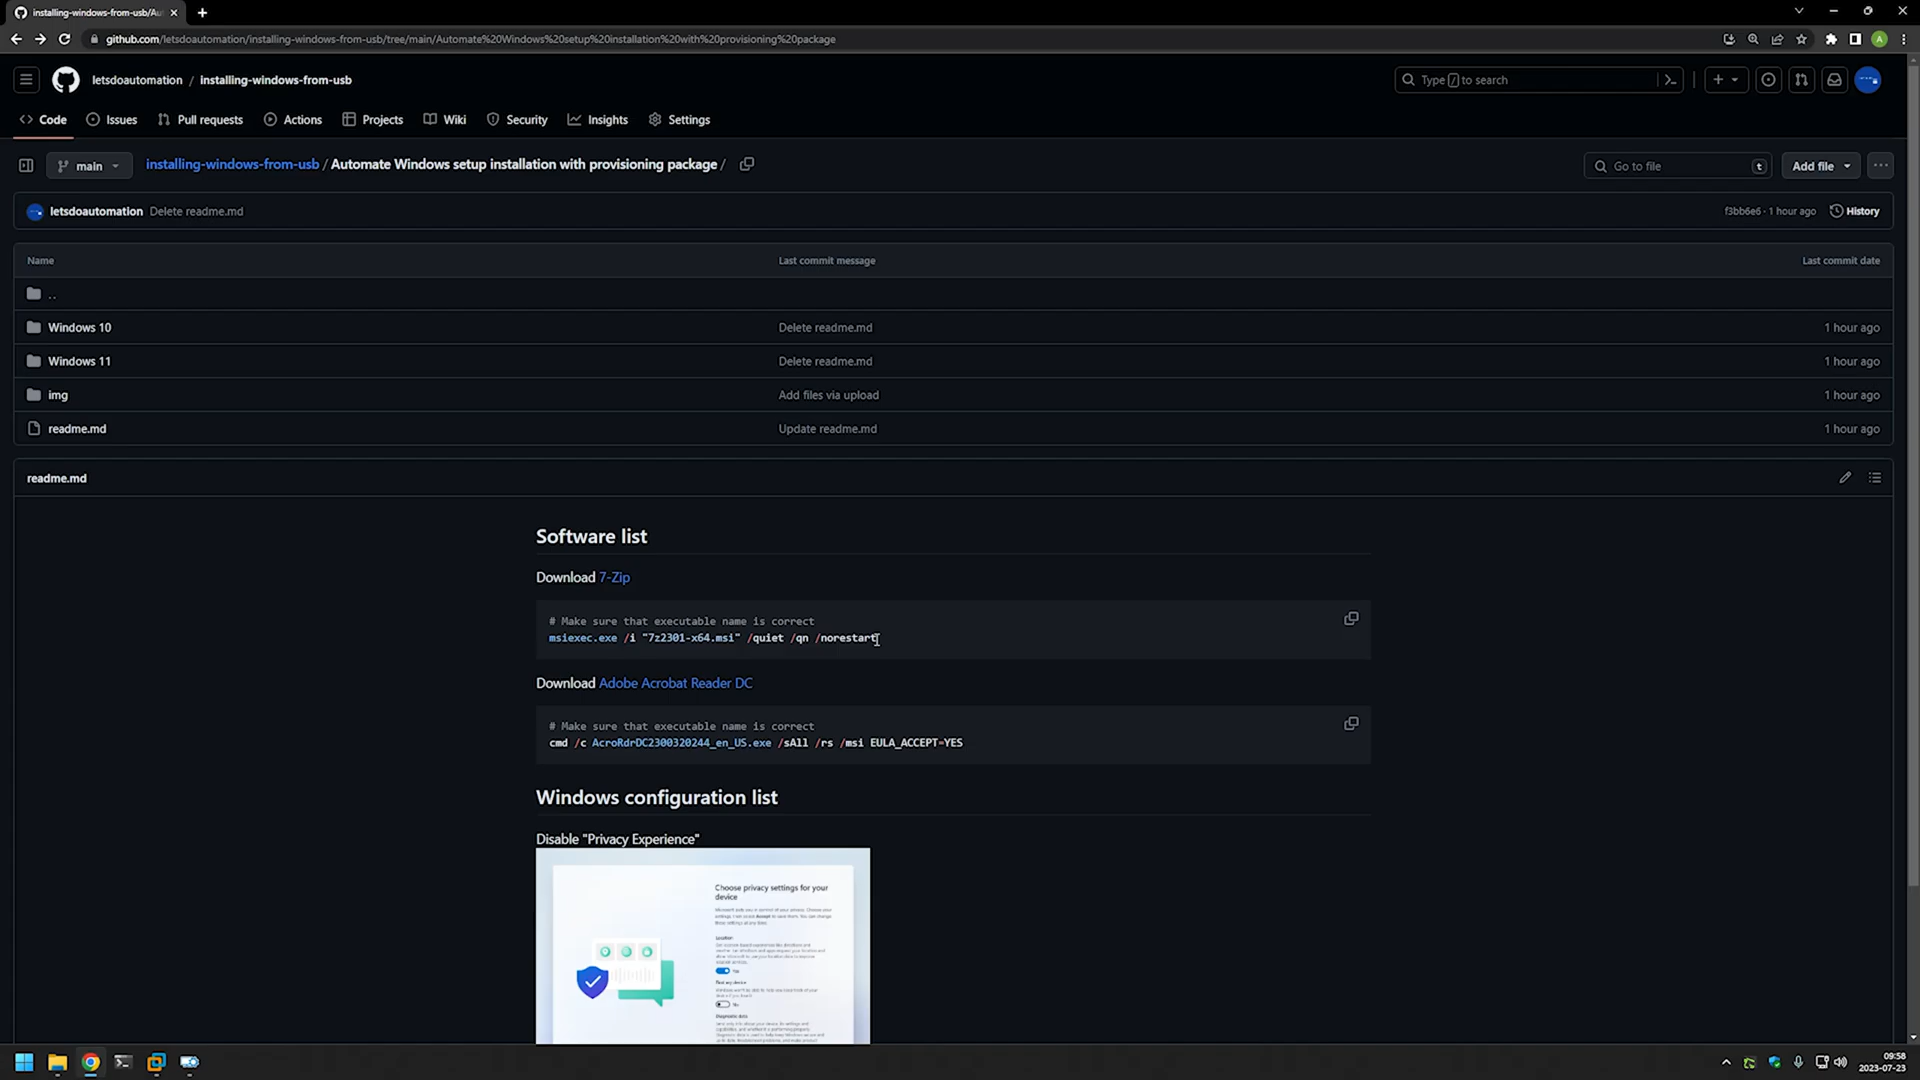 installing-windows-from-usb/Au
github.com/letsdoautomation/installing-windows-from-usb/tree/main/Automate%20Windows%20setup%20installation%20with%20provisioning%20package
A
letsdoautomation / installing-windows-from-usb
Type / to search
Code
Issues
Pull requests
Actions
Projects
Wiki
Security
Insights
Settings
main
installing-windows-from-usb / Automate Windows setup installation with provisioning package /
Go to file
t
Add file
letsdoautomation Delete readme.md
f3bb6e6 · 1 hour ago
History
Name Last commit message Last commit date
..
Windows 10 Delete readme.md 1 hour ago
Windows 11 Delete readme.md 1 hour ago
img Add files via upload 1 hour ago
readme.md Update readme.md 1 hour ago
readme.md
Software list
Download 7-Zip
# Make sure that executable name is correct
msiexec.exe /i "7z2301-x64.msi" /quiet /qn /norestart
Download Adobe Acrobat Reader DC
# Make sure that executable name is correct
cmd /c AcroRdrDC2300320244_en_US.exe /sAll /rs /msi EULA_ACCEPT=YES
Windows configuration list
Disable "Privacy Experience"
Choose privacy settings for your
device
Location
09:58
2023-07-23